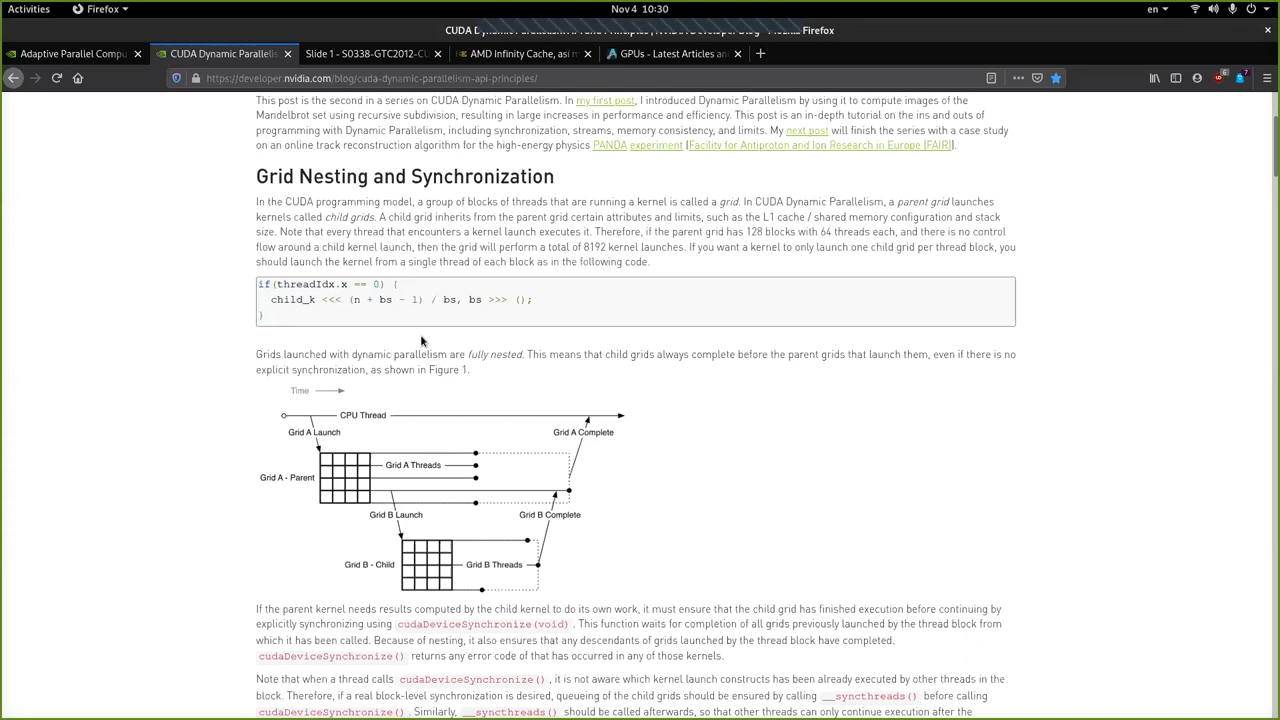 Activities Firefox Nov 4 10:30 en
CUDA D
Firefox
Adaptive Parallel Compu CUDA Dynamic Parallelis Slide 1 - S0338-GTC2012-CU AMD Infinity Cache, asi m GPUs - Latest Articles an
https://developer.nvidia.com/blog/cuda-dynamic-parallelism-api-principles/
This post is the second in a series on CUDA Dynamic Parallelism. In my first post, I introduced Dynamic Parallelism by using it to compute images of the
Mandelbrot set using recursive subdivision, resulting in large increases in performance and efficiency. This post is an in-depth tutorial on the ins and outs of
programming with Dynamic Parallelism, including synchronization, streams, memory consistency, and limits. My next post will finish the series with a case study
on an online track reconstruction algorithm for the high-energy physics PANDA experiment (Facility for Antiproton and Ion Research in Europe (FAIR)).
Grid Nesting and Synchronization
In the CUDA programming model, a group of blocks of threads that are running a kernel is called a grid. In CUDA Dynamic Parallelism, a parent grid launches
kernels called child grids. A child grid inherits from the parent grid certain attributes and limits, such as the L1 cache / shared memory configuration and stack
size. Note that every thread that encounters a kernel launch executes it. Therefore, if the parent grid has 128 blocks with 64 threads each, and there is no control
flow around a child kernel launch, then the grid will perform a total of 8192 kernel launches. If you want a kernel to only launch one child grid per thread block, you
should launch the kernel from a single thread of each block as in the following code.
if(threadIdx.x == 0) {
child_k <<< (n + bs - 1) / bs, bs >>> ();
}
Grids launched with dynamic parallelism are fully nested. This means that child grids always complete before the parent grids that launch them, even if there is no
explicit synchronization, as shown in Figure 1.
Time
CPU Thread
Grid A Launch Grid A Complete
Grid A Threads
Grid A - Parent
Grid B Launch Grid B Complete
Grid B - Child Grid B Threads
If the parent kernel needs results computed by the child kernel to do its own work, it must ensure that the child grid has finished execution before continuing by
explicitly synchronizing using cudaDeviceSynchronize(void). This function waits for completion of all grids previously launched by the thread block from
which it has been called. Because of nesting, it also ensures that any descendants of grids launched by the thread block have completed.
cudaDeviceSynchronize() returns any error code of that has occurred in any of those kernels.
Note that when a thread calls cudaDeviceSynchronize(), it is not aware which kernel launch constructs has been already executed by other threads in the
block. Therefore, if a real block-level synchronization is desired, queueing of the child grids should be ensured by calling __syncthreads() before calling
cudaDeviceSynchronize(). Similarly, __syncthreads() should be called afterwards, so that other threads can only continue execution after the